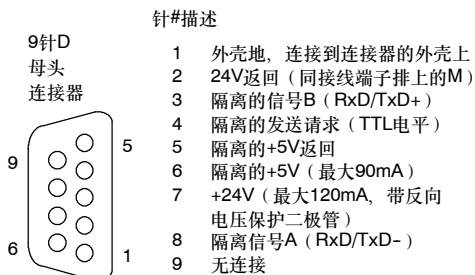 针#描述
9针D
母头
连接器
5
9
6
1
1 外壳地，连接到连接器的外壳上
2 24V返回（同接线端子排上的M）
3 隔离的信号B（RxD/TxD+）
4 隔离的发送请求（TTL电平）
5 隔离的+5V返回
6 隔离的+5V（最大90mA）
7 +24V（最大120mA，带反向
电压保护二极管）
8 隔离信号A（RxD/TxD-）
9 无连接